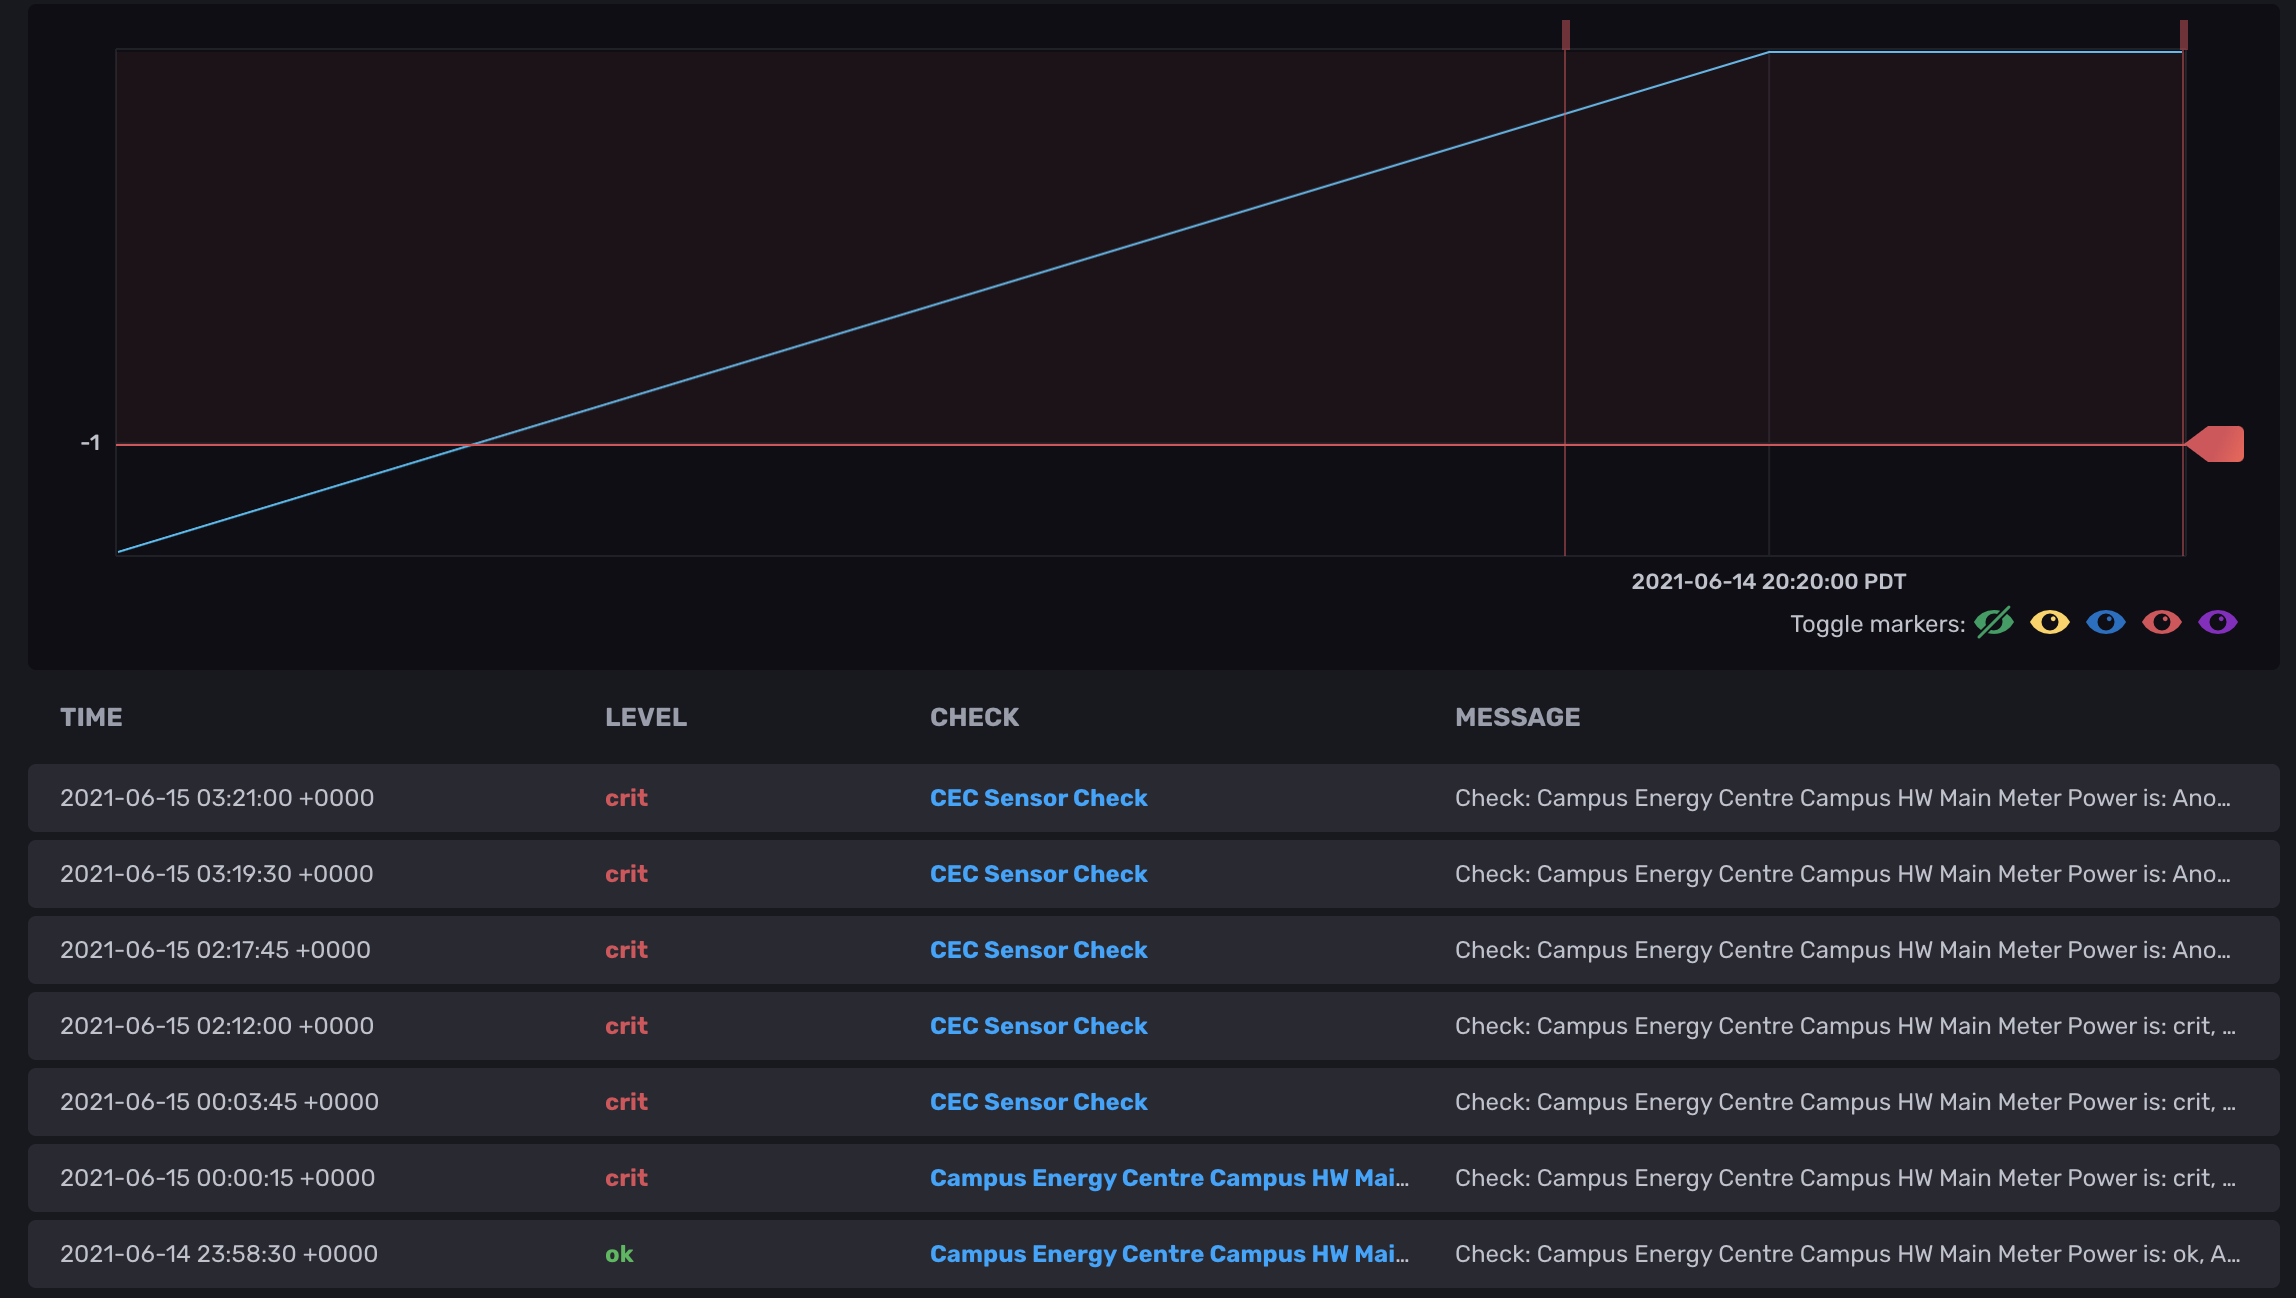 -1
2021-06-14 20:20:00 PDT
Toggle markers:
TIME LEVEL CHECK MESSAGE
2021-06-15 03:21:00 +0000 crit CEC Sensor Check Check: Campus Energy Centre Campus HW Main Meter Power is: Ano...
2021-06-15 03:19:30 +0000 crit CEC Sensor Check Check: Campus Energy Centre Campus HW Main Meter Power is: Ano...
2021-06-15 02:17:45 +0000 crit CEC Sensor Check Check: Campus Energy Centre Campus HW Main Meter Power is: Ano...
2021-06-15 02:12:00 +0000 crit CEC Sensor Check Check: Campus Energy Centre Campus HW Main Meter Power is: crit, ...
2021-06-15 00:03:45 +0000 crit CEC Sensor Check Check: Campus Energy Centre Campus HW Main Meter Power is: crit, ...
2021-06-15 00:00:15 +0000 crit Campus Energy Centre Campus HW Mai... Check: Campus Energy Centre Campus HW Main Meter Power is: crit, ...
2021-06-14 23:58:30 +0000 ok Campus Energy Centre Campus HW Mai... Check: Campus Energy Centre Campus HW Main Meter Power is: ok, A...